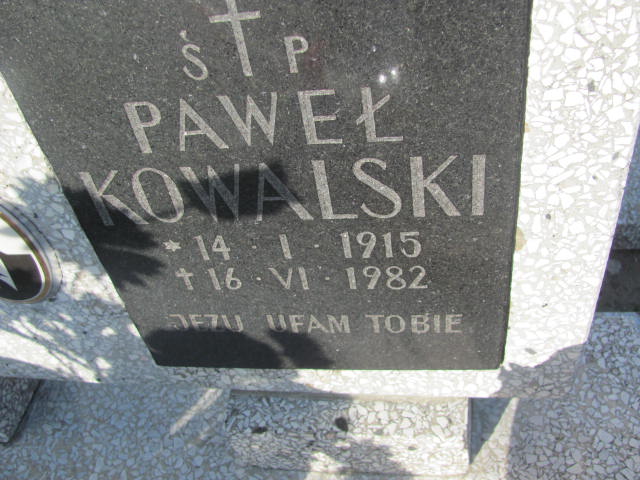 Ś P
PAWEŁ
KOWALSKI
* 14 · I · 1915
† 16 · VI · 1982
JEZU UFAM TOBIE